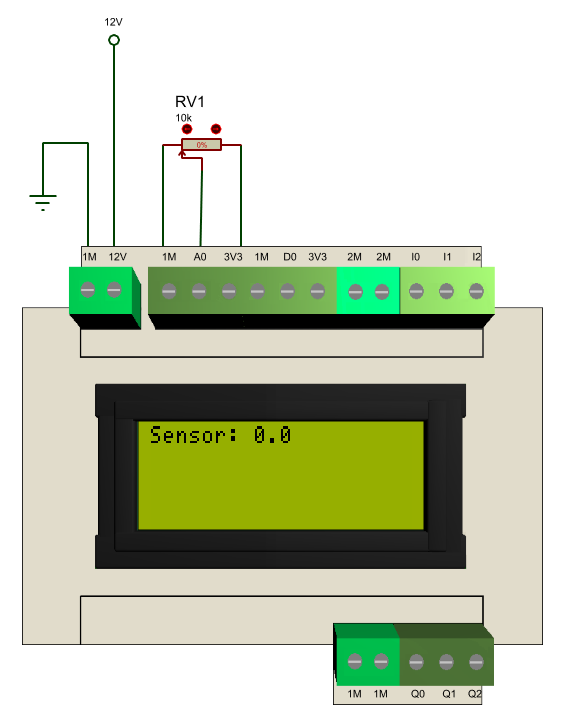 12V
RV1
10k
0%
1M 12V 1M A0 3V3 1M D0 3V3 2M 2M I0 I1 I2
Sensor: 0.0
1M 1M Q0 Q1 Q2